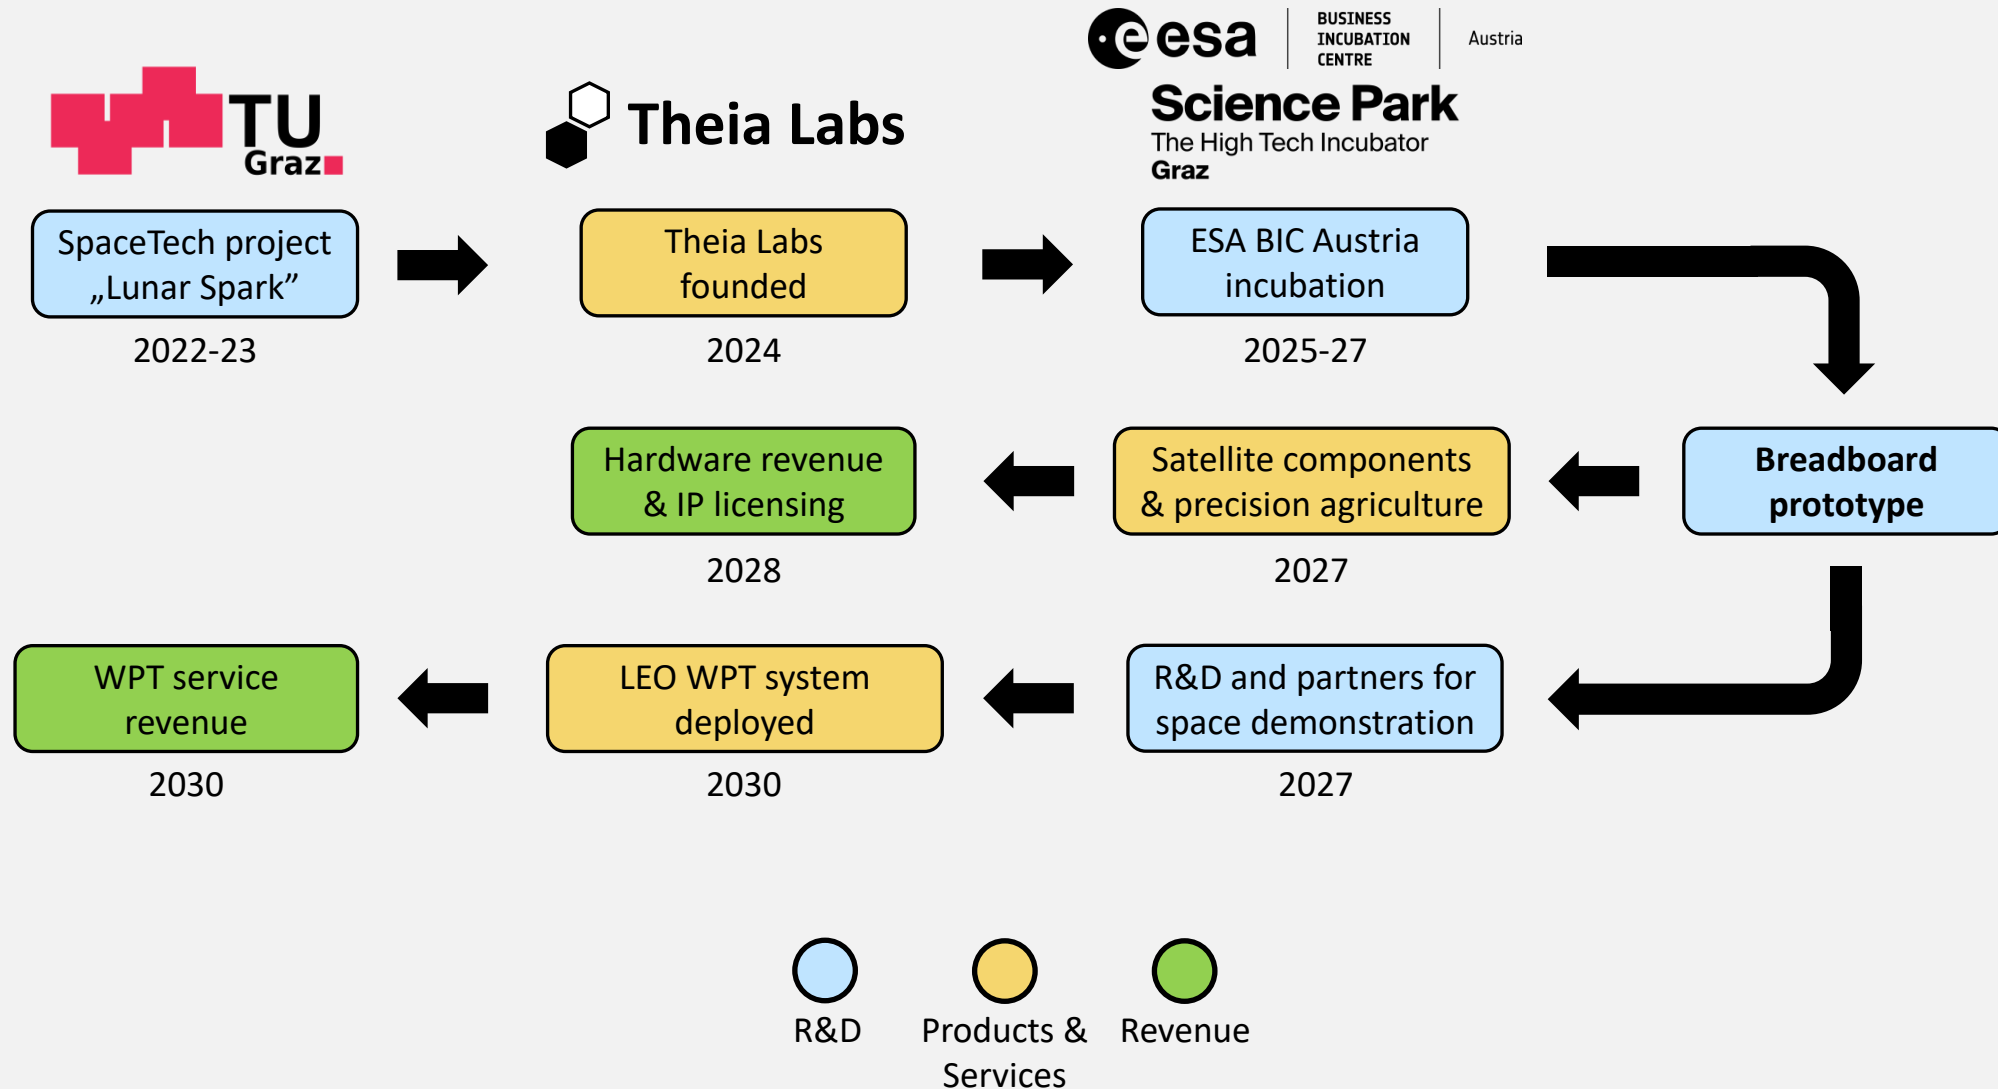 esa
BUSINESS
INCUBATION
CENTRE
Austria
TU
Graz
Theia Labs
Science Park
The High Tech Incubator
Graz
SpaceTech project
„Lunar Spark”
2022-23
Theia Labs
founded
2024
ESA BIC Austria
incubation
2025-27
Hardware revenue
& IP licensing
2028
Satellite components
& precision agriculture
2027
Breadboard
prototype
WPT service
revenue
2030
LEO WPT system
deployed
2030
R&D and partners for
space demonstration
2027
R&D
Products &
Services
Revenue